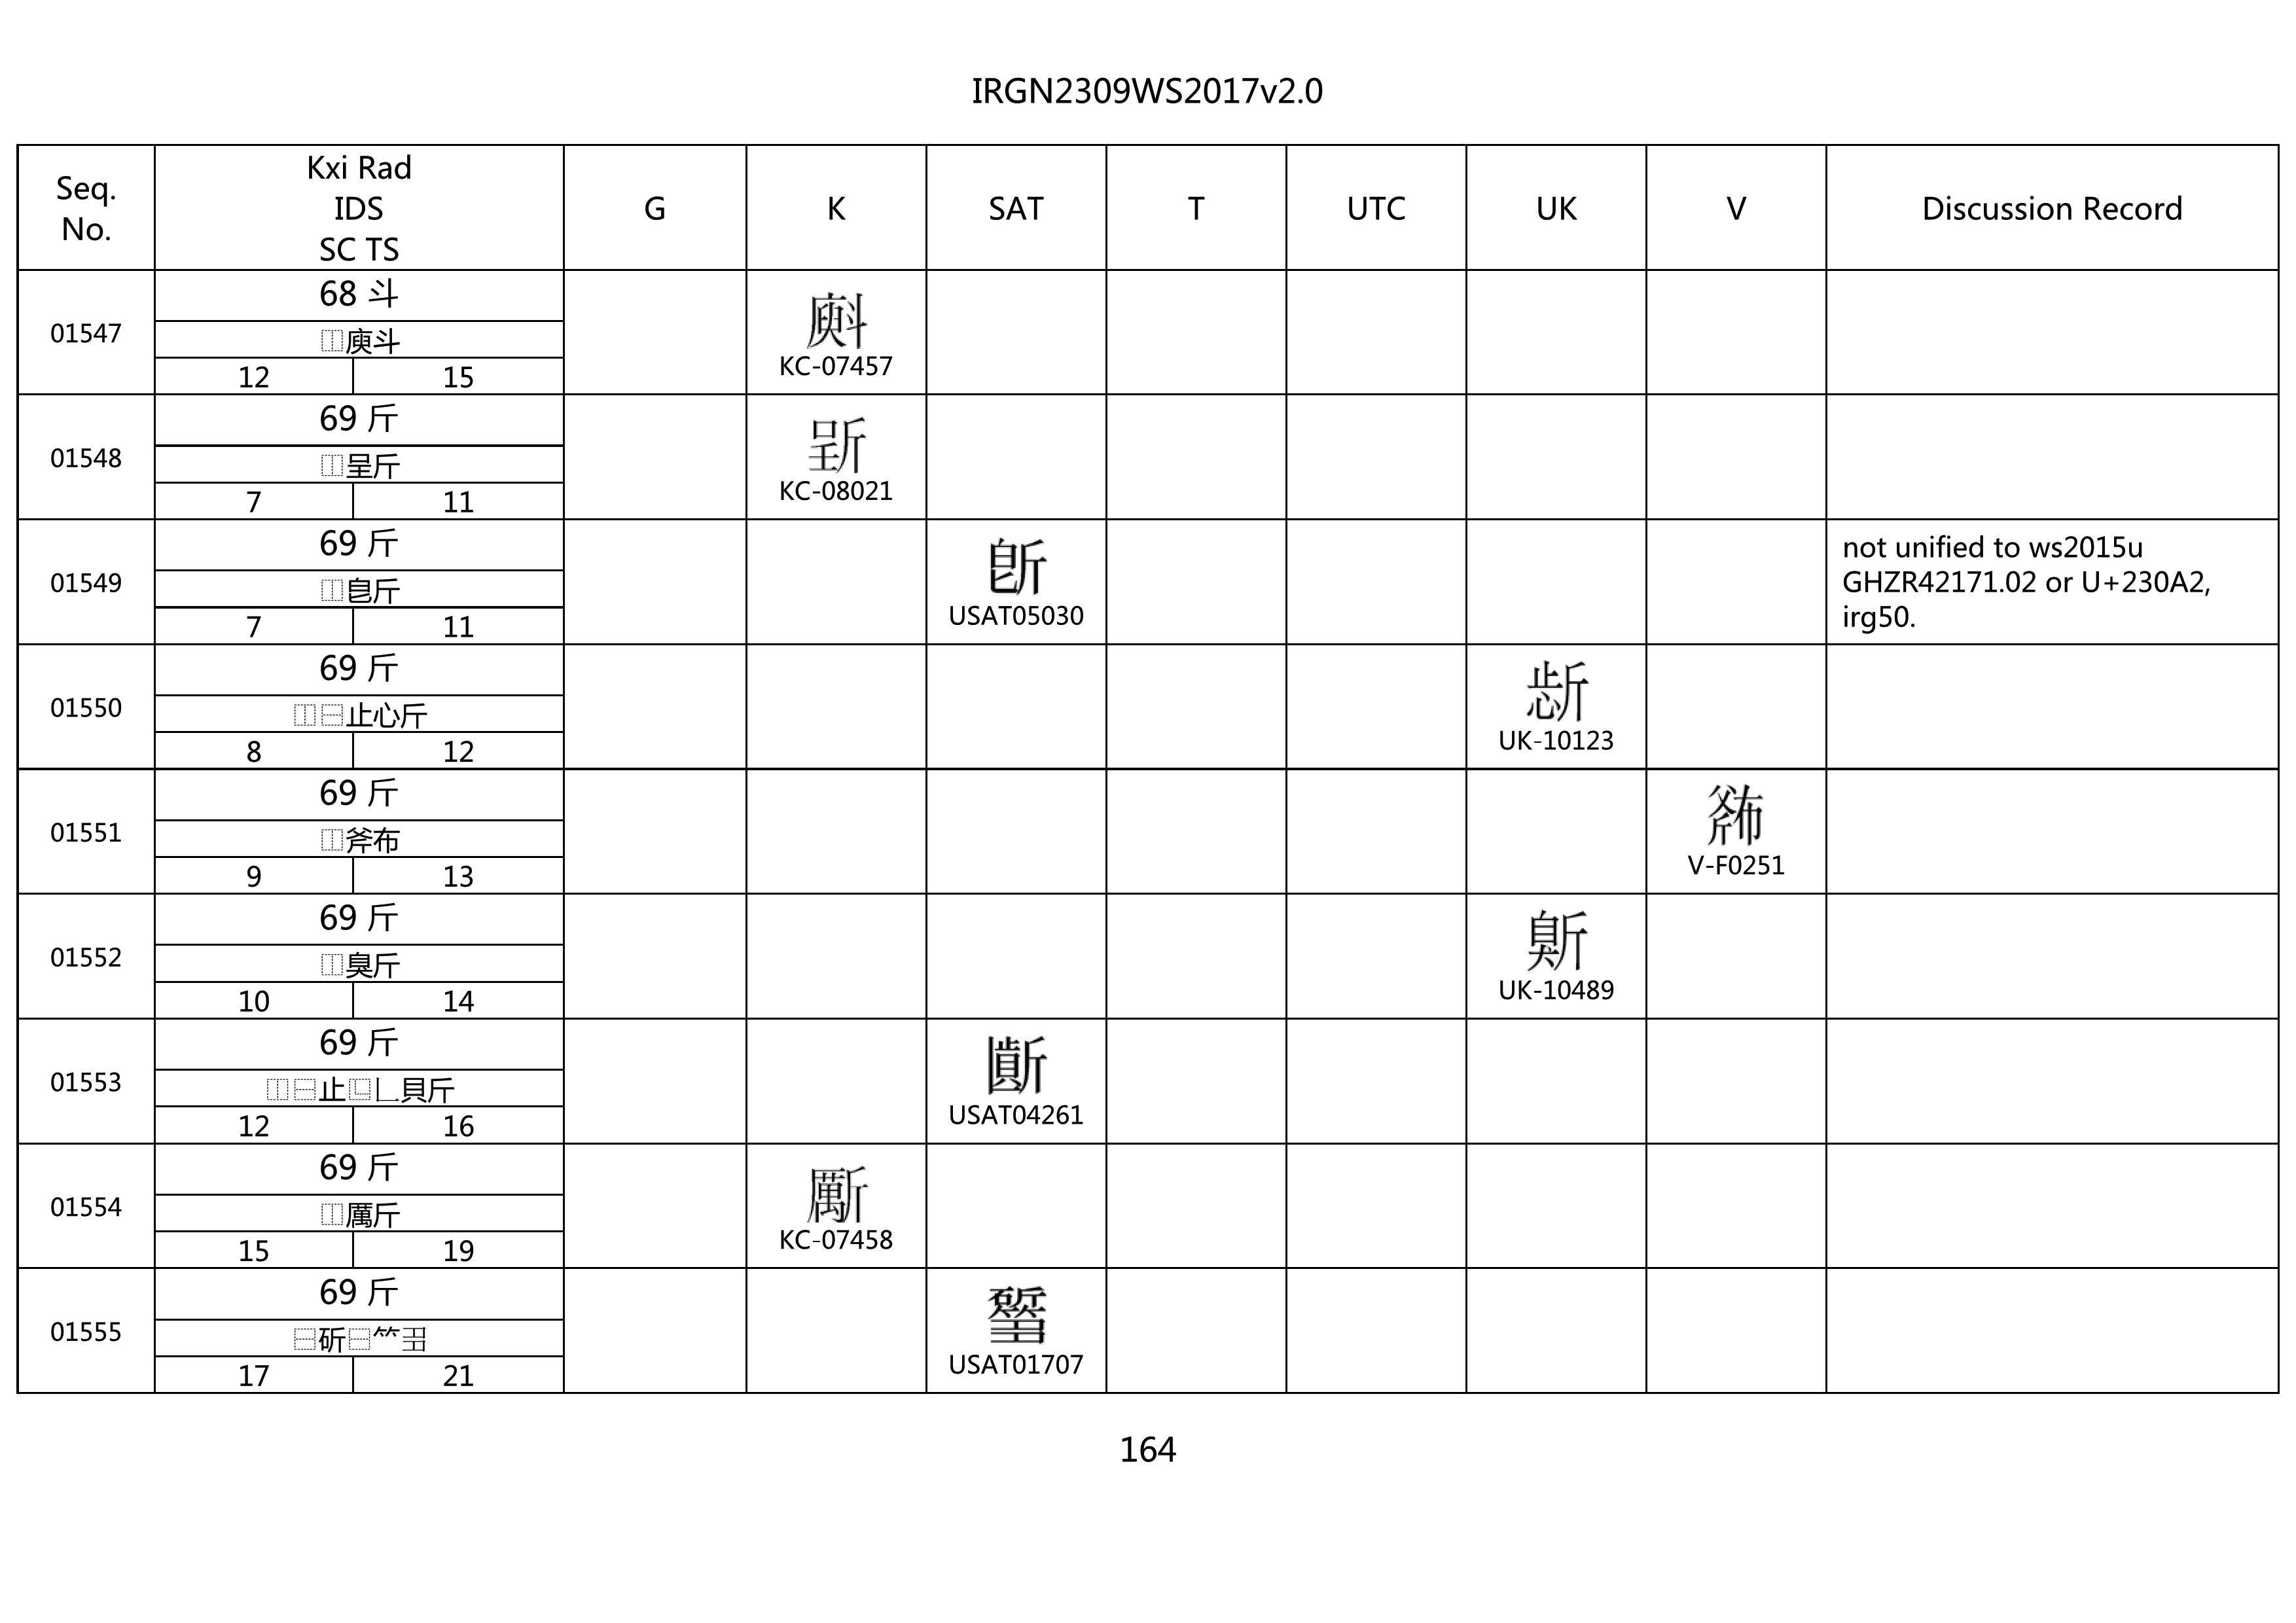 IRGN2309WS2017v2.0
Seq. No.
Kxi Rad
IDS
SC TS
G
K
SAT
T
UTC
UK
V
Discussion Record
01547
68 斗
⿰廋斗
12 15
KC-07457
01548
69 斤
⿰呈斤
7 11
KC-08021
01549
69 斤
⿰皀斤
7 11
USAT05030
not unified to ws2015u
GHZR42171.02 or U+230A2,
irg50.
01550
69 斤
⿰⿱止心斤
8 12
UK-10123
01551
69 斤
⿰斧布
9 13
V-F0251
01552
69 斤
⿰臭斤
10 14
UK-10489
01553
69 斤
⿰⿱止⿺𠃊貝斤
12 16
USAT04261
01554
69 斤
⿰厲斤
15 19
KC-07458
01555
69 斤
⿱斫⿱
17 21
USAT01707
164